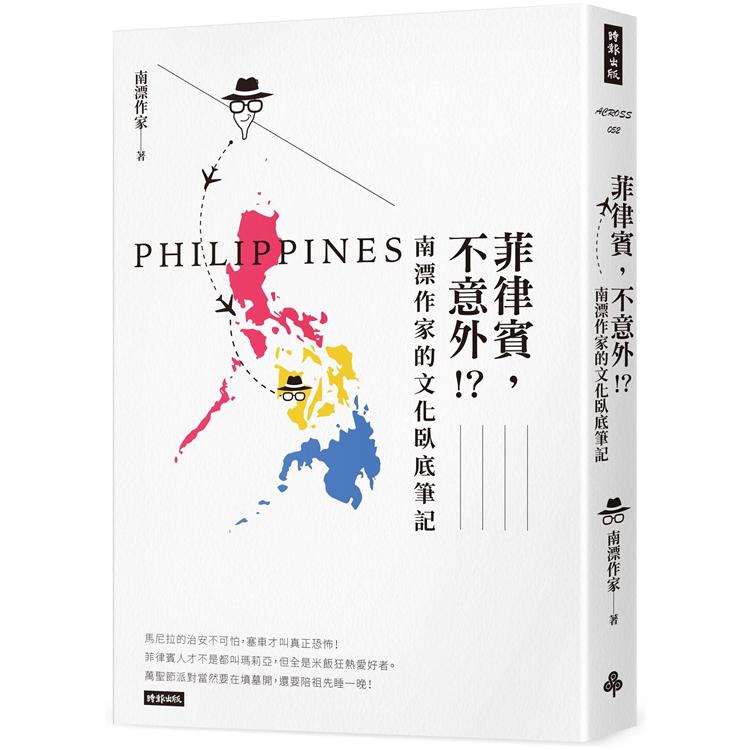 南漂作家──著
PHILIPPINES
菲律賓，
不意外!?
南漂作家的文化臥底筆記
馬尼拉的治安不可怕，塞車才叫真正恐怖！
菲律賓人才不是都叫瑪莉亞，但全是米飯狂熱愛好者。
萬聖節派對當然要在墳墓開，還要陪祖先睡一晚！
時報出版
時報出版
ACROSS
052
菲律賓，不意外!?
南漂作家的文化臥底筆記
南漂作家──著